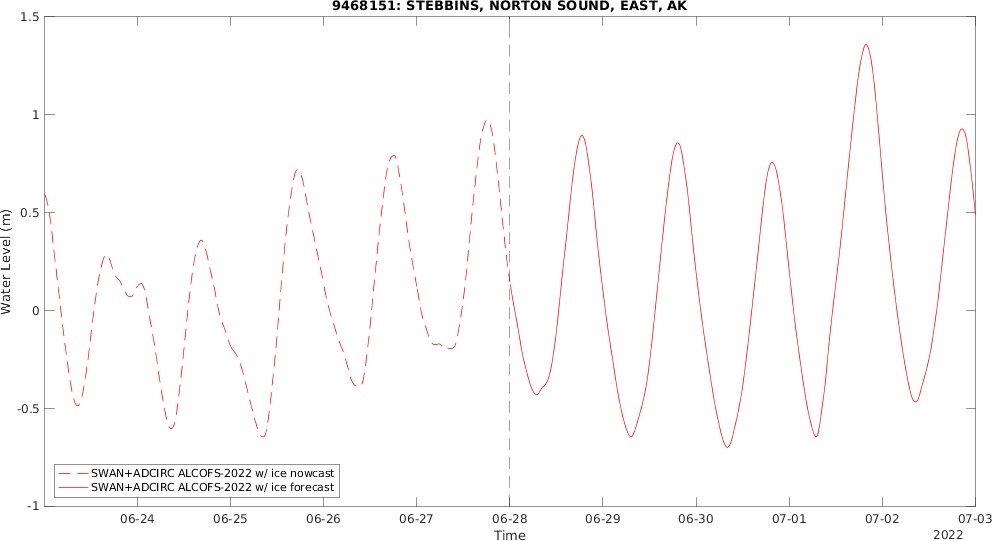 9468151: STEBBINS, NORTON SOUND, EAST, AK
1.5
1
0.5
0
-0.5
-1
Water Level (m)
SWAN+ADCIRC ALCOFS-2022 w/ ice nowcast
SWAN+ADCIRC ALCOFS-2022 w/ ice forecast
06-24 06-25 06-26 06-27 06-28 06-29 06-30 07-01 07-02 07-03
Time
2022